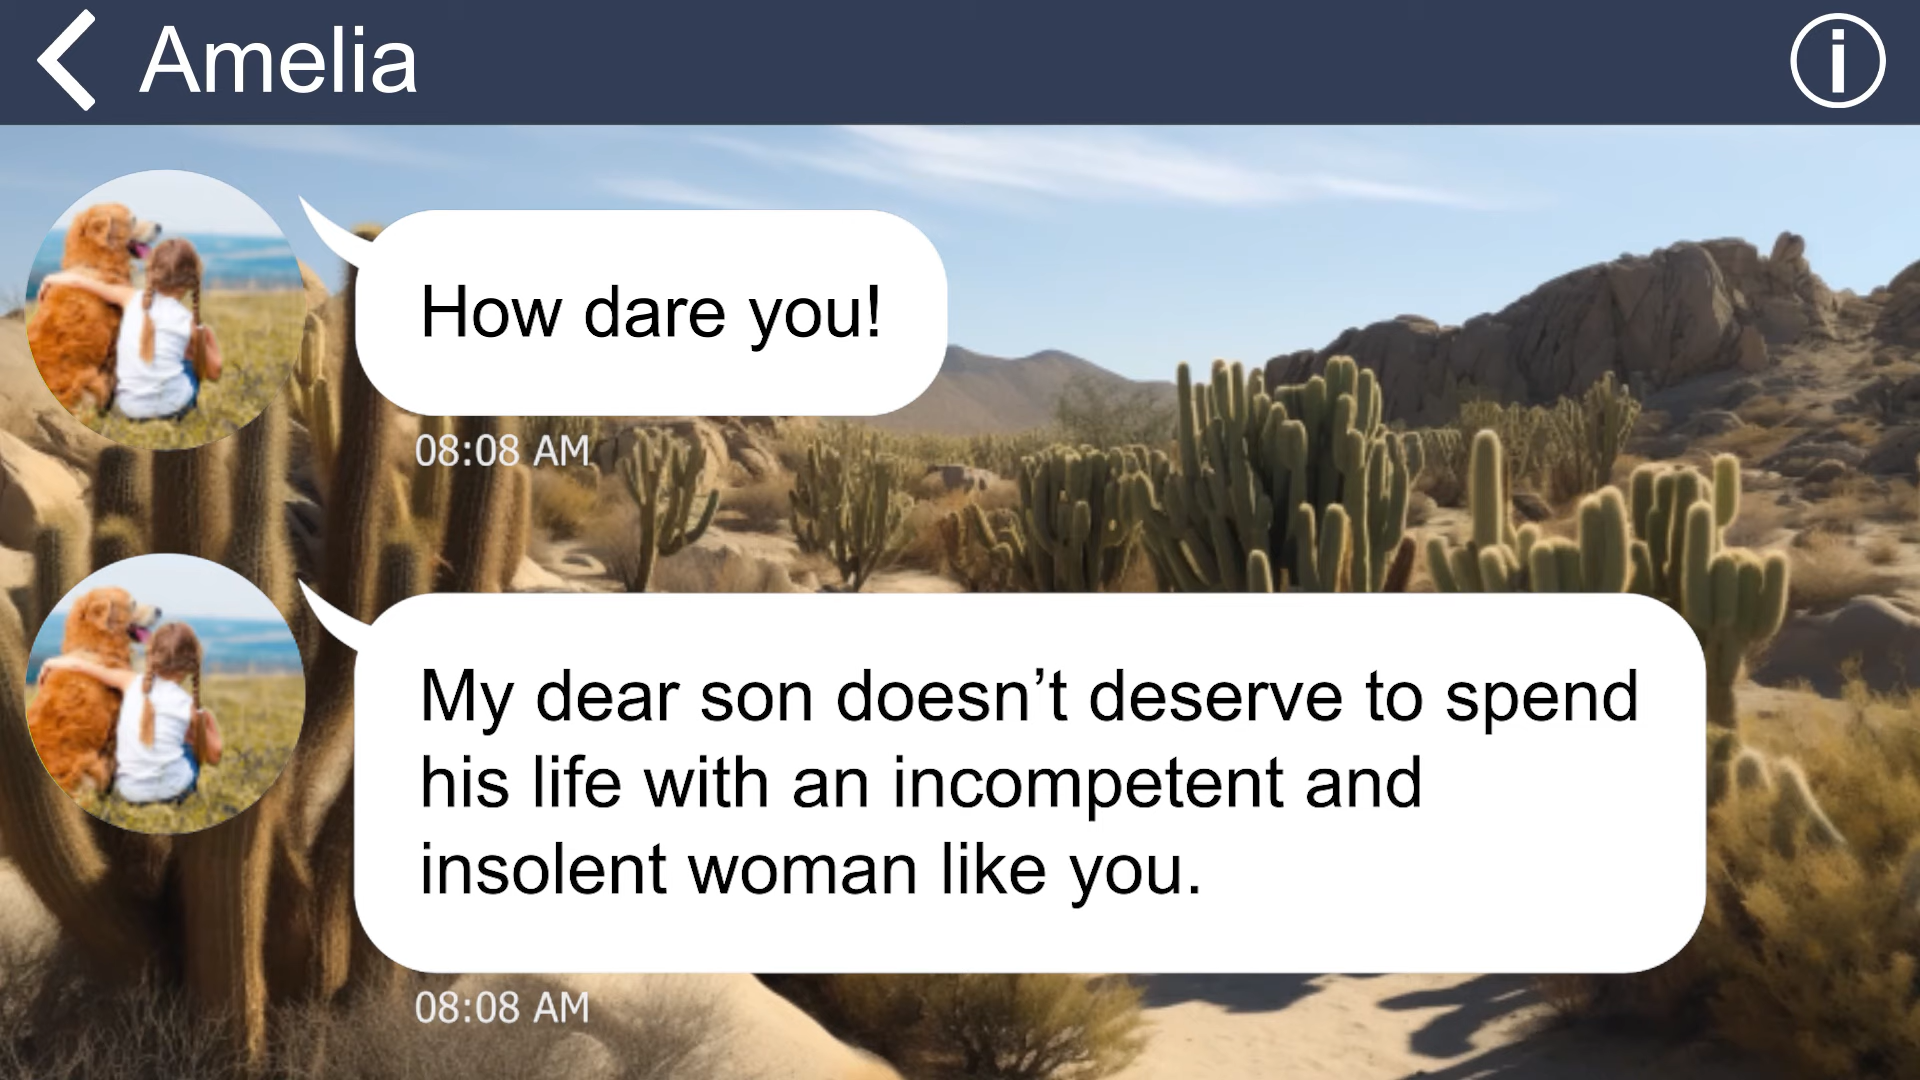 Amelia
How dare you!
08:08 AM
My dear son doesn’t deserve to spend
his life with an incompetent and
insolent woman like you.
08:08 AM